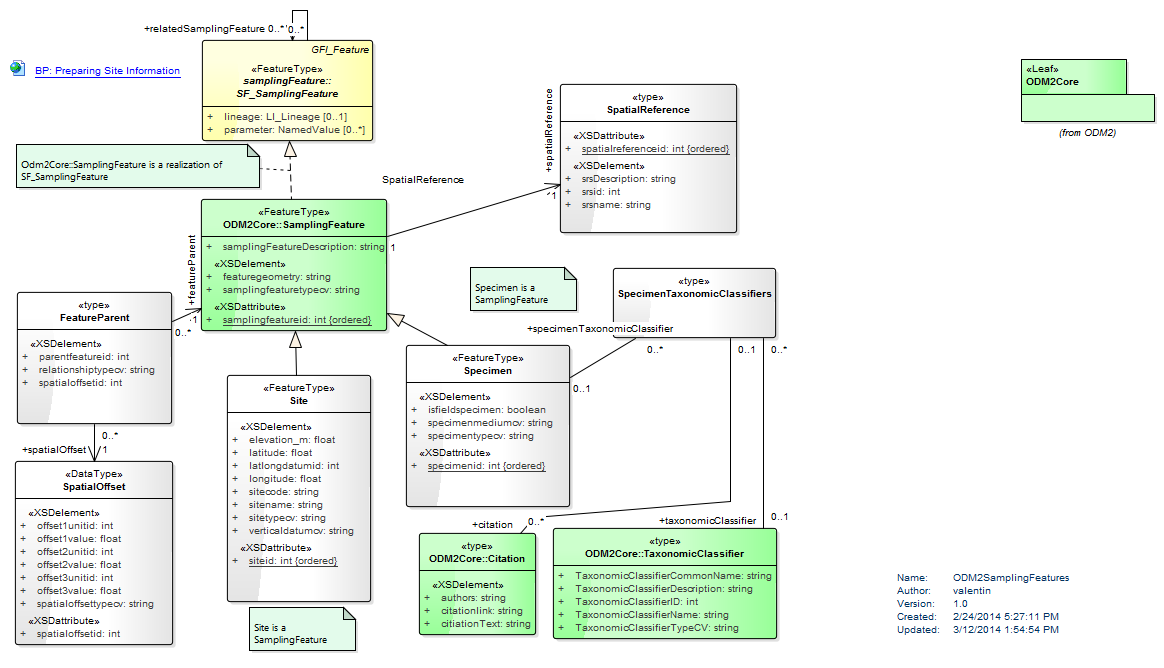 +relatedSamplingFeature 0..*
0..*
GFI_Feature
«FeatureType»
samplingFeature::
SF_SamplingFeature
+ lineage: LI_Lineage [0..1]
+ parameter: NamedValue [0..*]
BP: Preparing Site Information
«Leaf»
ODM2Core
(from ODM2)
«type»
SpatialReference
«XSDattribute»
+ spatialreferenceid: int {ordered}
«XSDelement»
+ srsDescription: string
+ srsid: int
+ srsname: string
+spatialReference
1
SpatialReference
1
Odm2Core::SamplingFeature is a realization of
SF_SamplingFeature
«FeatureType»
ODM2Core::SamplingFeature
+ samplingFeatureDescription: string
«XSDelement»
+ featuregeometry: string
+ samplingfeaturetypecv: string
«XSDattribute»
+ samplingfeatureid: int {ordered}
+featureParent
1
0..*
«type»
FeatureParent
«XSDelement»
+ parentfeatureid: int
+ relationshiptypecv: string
+ spatialoffsetid: int
0..*
+spatialOffset
1
«DataType»
SpatialOffset
«XSDelement»
+ offset1unitid: int
+ offset1value: float
+ offset2unitid: int
+ offset2value: float
+ offset3unitid: int
+ offset3value: float
+ spatialoffsettypecv: string
«XSDattribute»
+ spatialoffsetid: int
«FeatureType»
Site
«XSDelement»
+ elevation_m: float
+ latitude: float
+ latlongdatumid: int
+ longitude: float
+ sitecode: string
+ sitename: string
+ sitetypecv: string
+ verticaldatumcv: string
«XSDattribute»
+ siteid: int {ordered}
Site is a
SamplingFeature
Specimen is a
SamplingFeature
«type»
SpecimenTaxonomicClassifiers
+specimenTaxonomicClassifier
0..*
0..1
0..*
0..1
«FeatureType»
Specimen
«XSDelement»
+ isfieldspecimen: boolean
+ specimenmediumcv: string
+ specimentypecv: string
«XSDattribute»
+ specimenid: int {ordered}
+citation
0..*
+taxonomicClassifier
0..1
«type»
ODM2Core::Citation
«XSDelement»
+ authors: string
+ citationlink: string
+ citiationText: string
«type»
ODM2Core::TaxonomicClassifier
+ TaxonomicClassifierCommonName: string
+ TaxonomicClassifierDescription: string
+ TaxonomicClassifierID: int
+ TaxonomicClassifierName: string
+ TaxonomicClassifierTypeCV: string
Name: ODM2SamplingFeatures
Author: valentin
Version: 1.0
Created: 2/24/2014 5:27:11 PM
Updated: 3/12/2014 1:54:54 PM